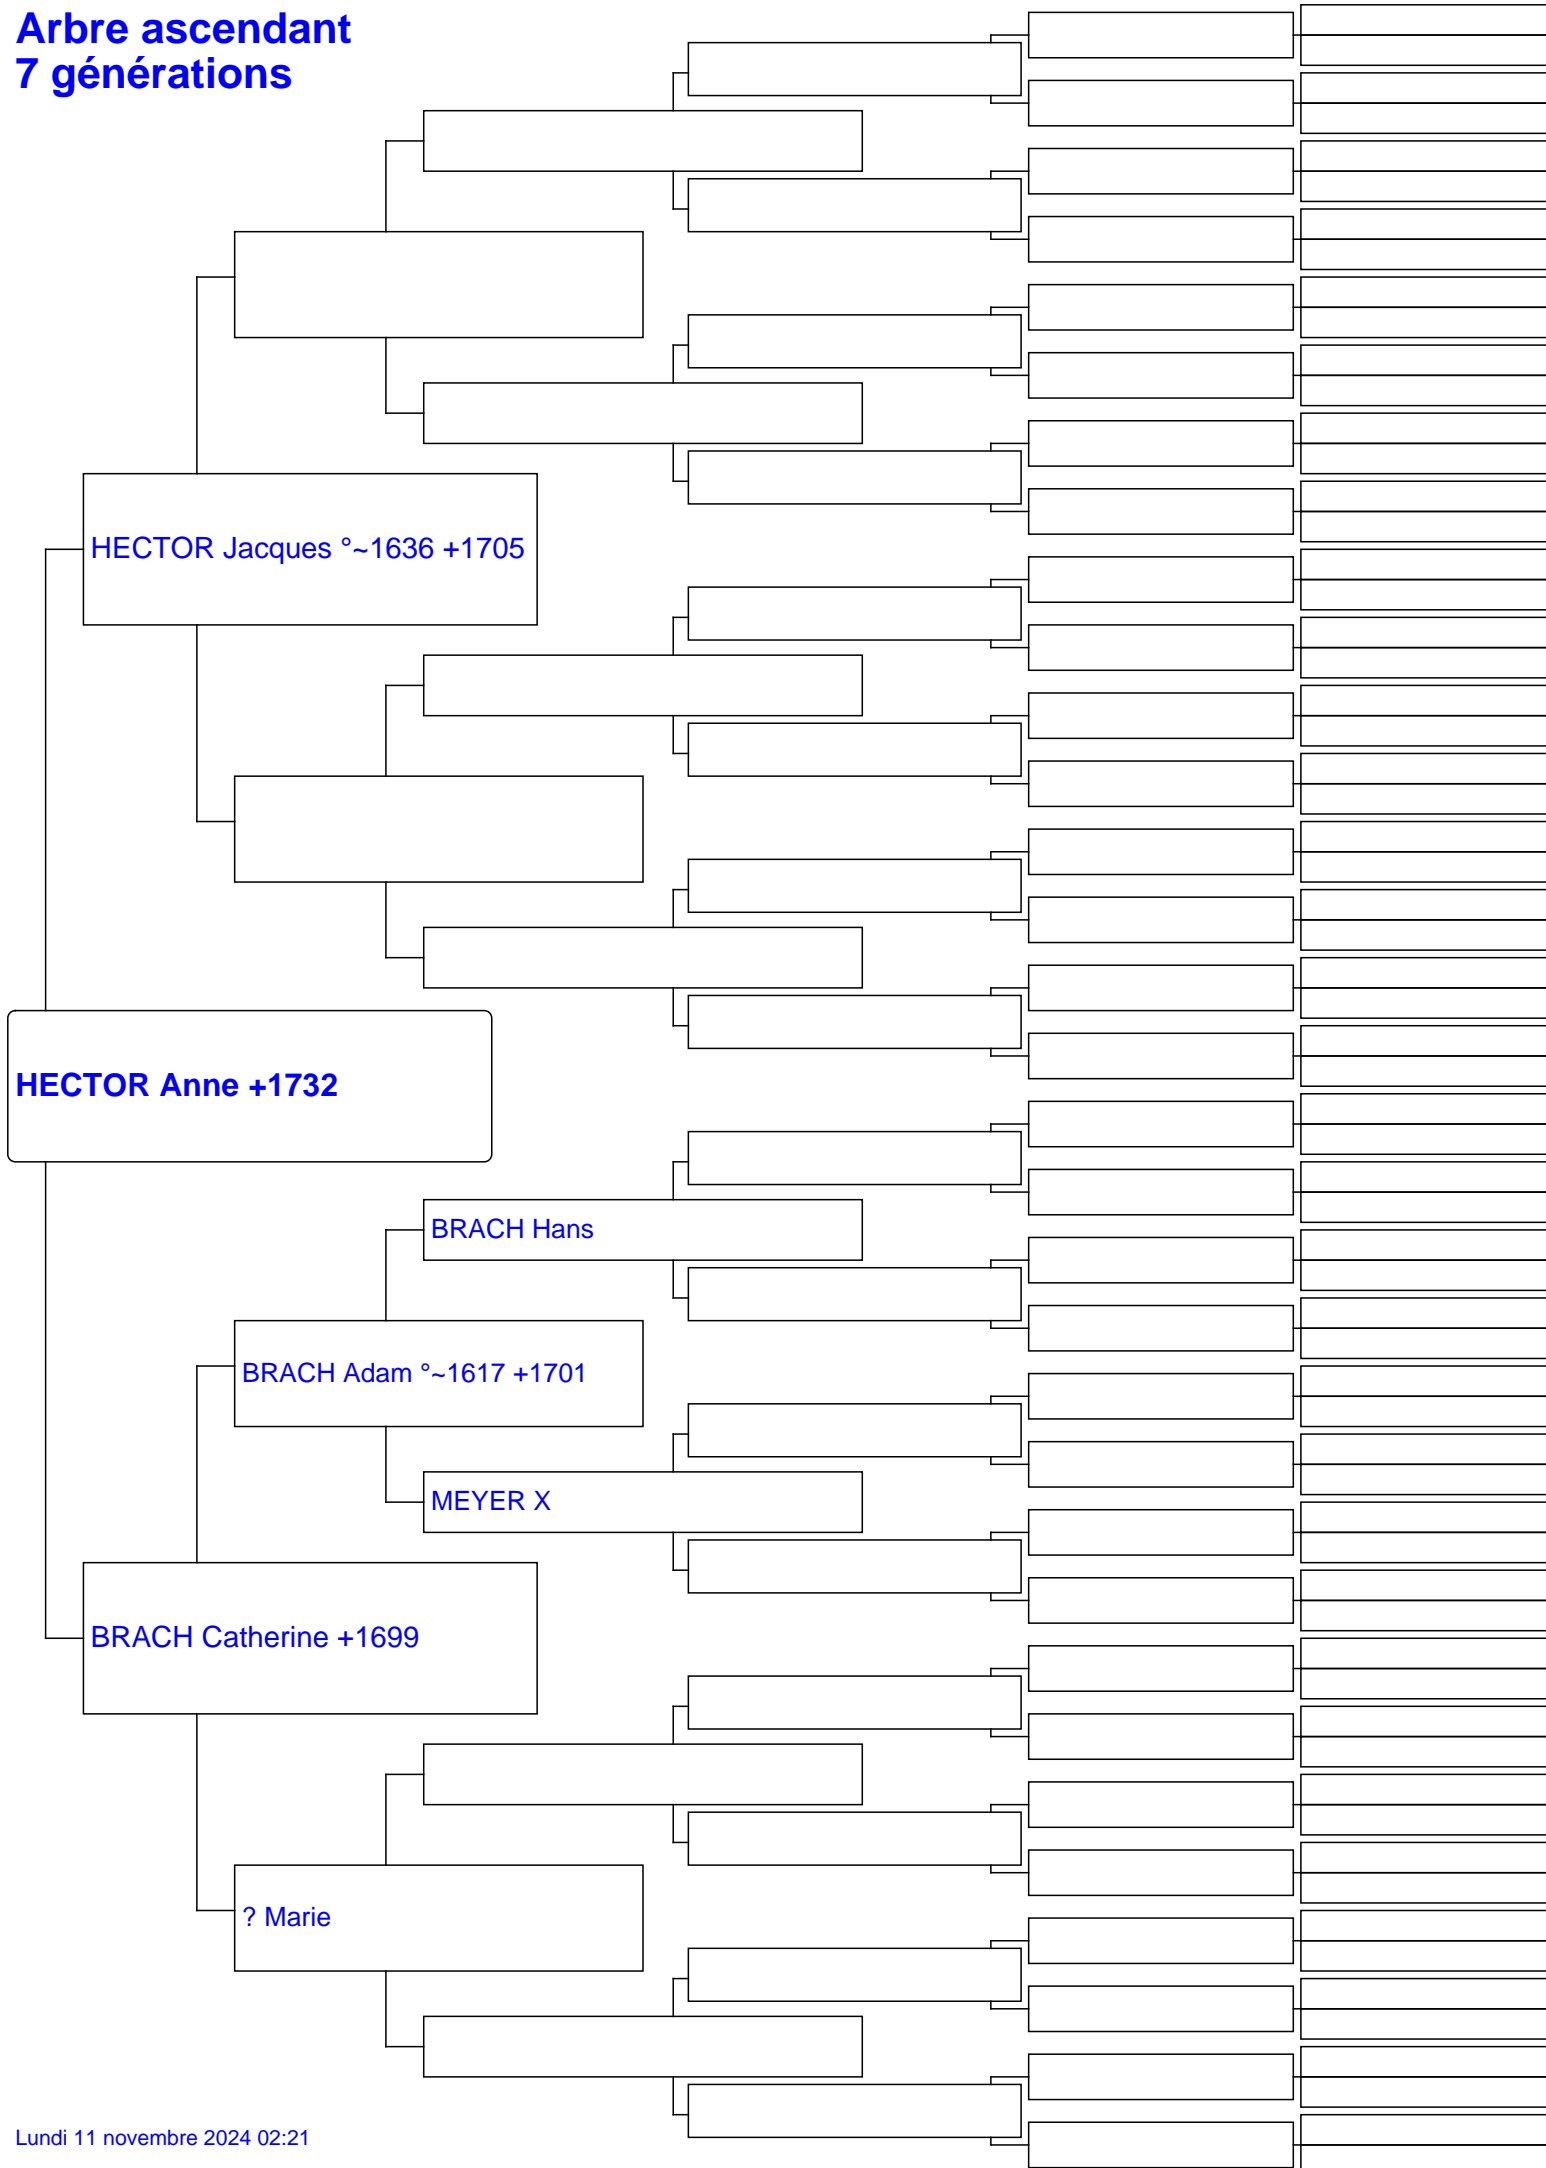 Arbre ascendant
7 générations
HECTOR Jacques °~1636 +1705
HECTOR Anne +1732
BRACH Hans
BRACH Adam °~1617 +1701
MEYER X
BRACH Catherine +1699
? Marie
Lundi 11 novembre 2024 02:21